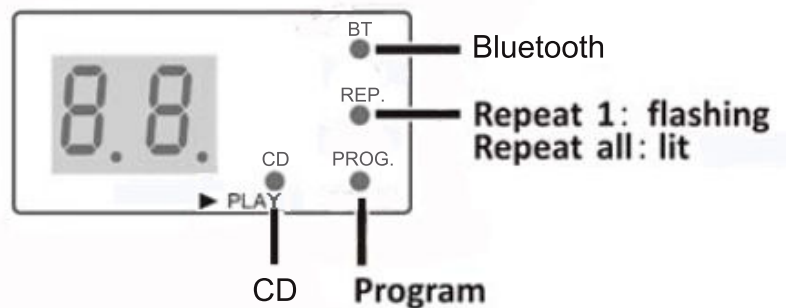 BT
Bluetooth
8.8.
REP.
Repeat 1: flashing
Repeat all: lit
CD
PROG.
▶ PLAY
CD
Program